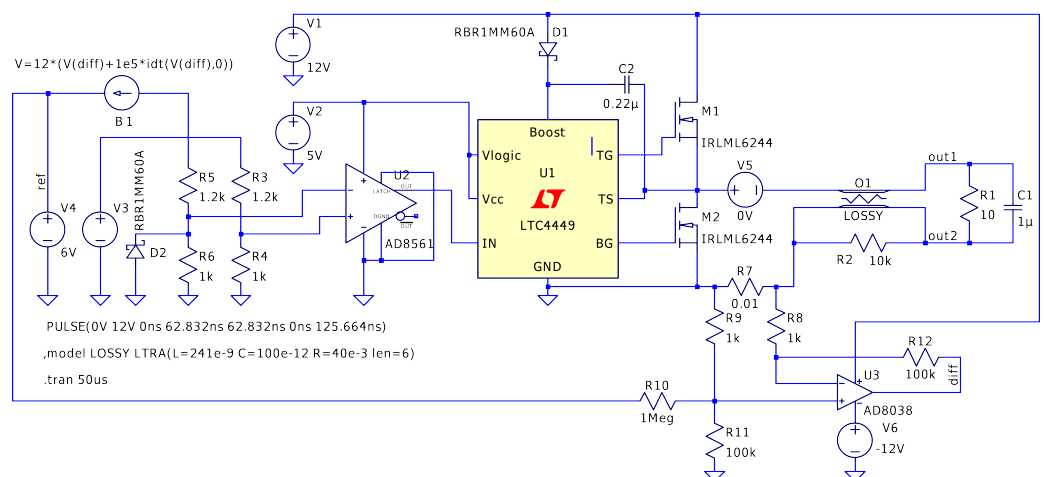 V1
12V
RBR1MM60A
D1
C2
0.22µ
V=12*(V(diff)+1e5*idt(V(diff),0))
B1
V2
5V
M1
IRLML6244
Boost
Vlogic
TG
U1
Vcc
TS
LTC4449
IN
BG
GND
U2
LATCH
OUT
DGND
OUT
AD8561
ref
RBR1MM60A
R5
1.2k
R3
1.2k
V4
6V
V3
D2
R6
1k
R4
1k
V5
0V
M2
IRLML6244
O1
LOSSY
out1
R1
10
C1
1µ
out2
R2
10k
R7
0.01
R9
1k
R8
1k
PULSE(0V 12V 0ns 62.832ns 62.832ns 0ns 125.664ns)
,model LOSSY LTRA(L=241e-9 C=100e-12 R=40e-3 len=6)
.tran 50us
R12
100k
diff
U3
AD8038
R10
1Meg
R11
100k
V6
-12V